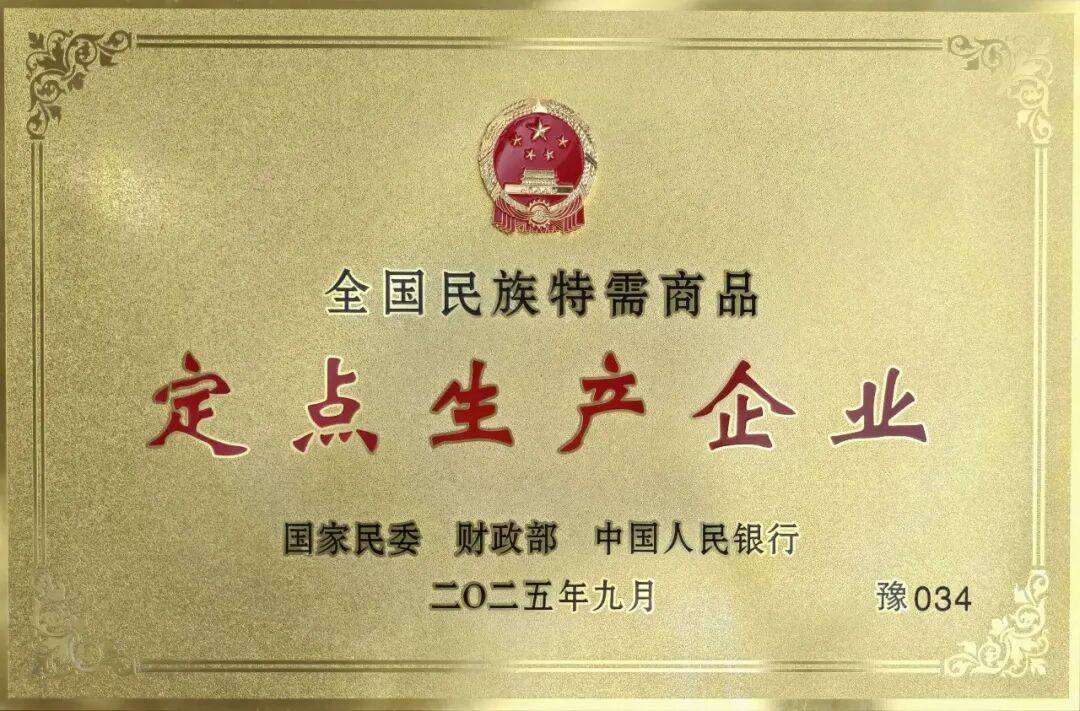 全国民族特需商品
定点生产企业
国家民委 财政部 中国人民银行
二〇二五年九月
豫034